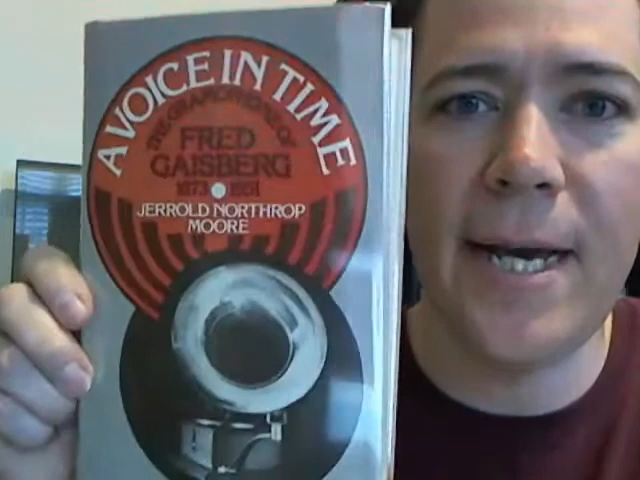 A VOICE IN TIME
THE GRAMOPHONE OF
FRED
GAISBERG
1873 1951
JERROLD NORTHROP
MOORE